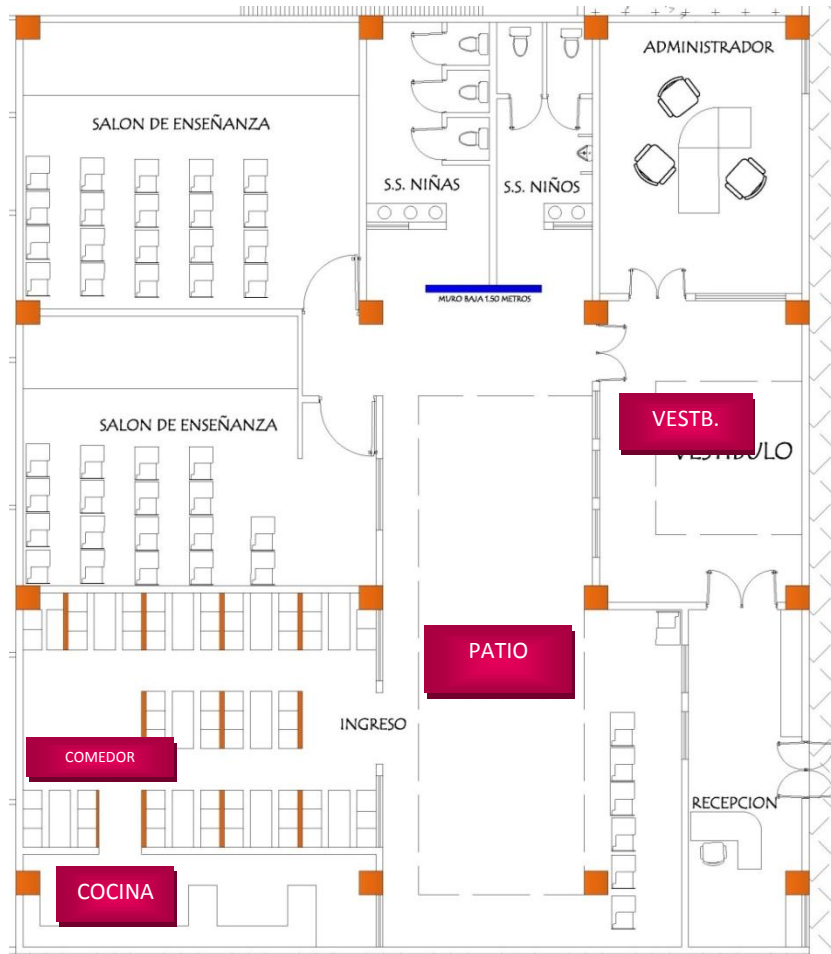 ADMINISTRADOR
SALON DE ENSEÑANZA
S.S. NIÑAS
S.S. NIÑOS
MURO BAJA 1.50 METROS
SALON DE ENSEÑANZA
VESTB.
VESTIBULO
PATIO
INGRESO
COMEDOR
RECEPCION
COCINA